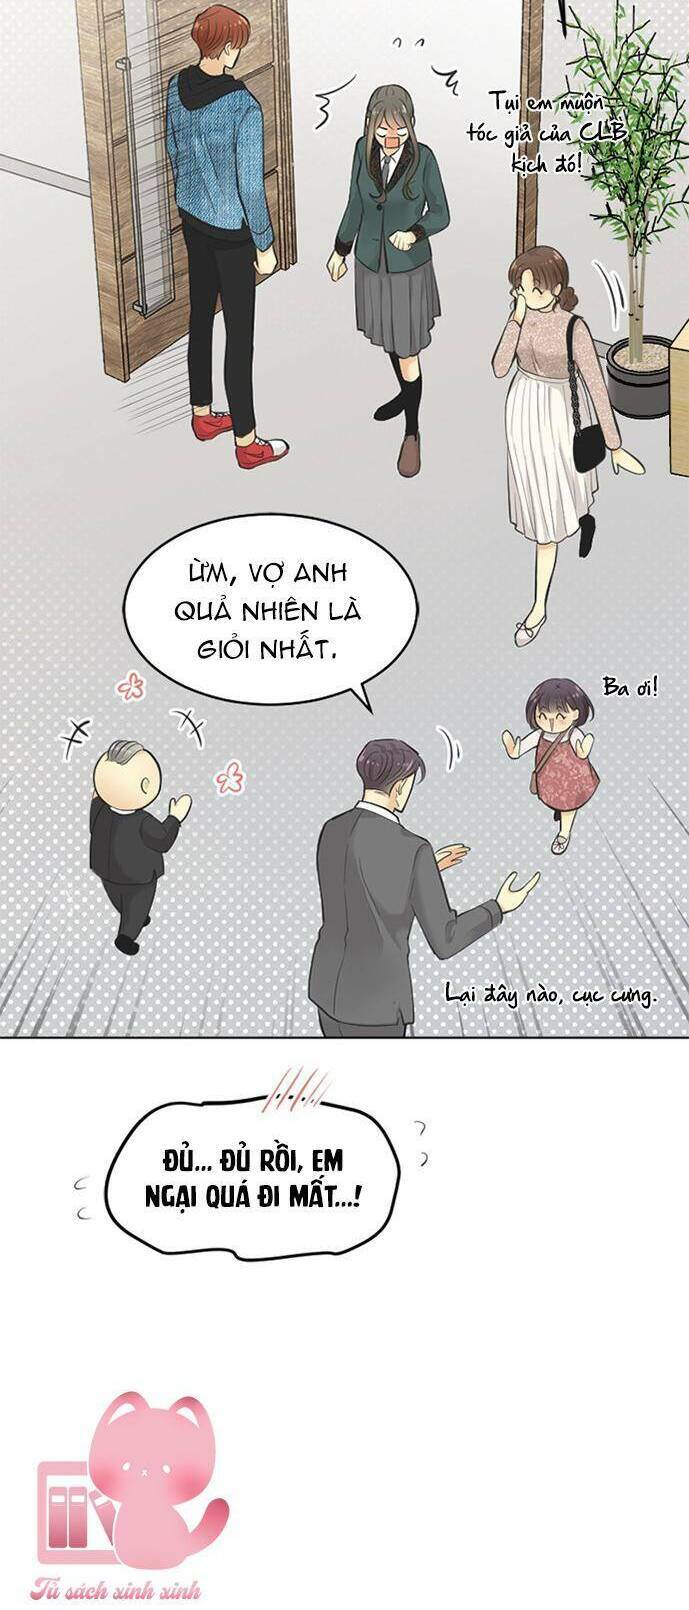 Tụi em muộn
tóc giả của CLB
kịch đó!
ỪM, VỢ ANH
QUẢ NHIÊN LÀ
GIỎI NHẤT.
Ba ơi!
Lại đây nào, cục cưng.
ĐỦ... ĐỦ RỒI, EM
NGẠI QUÁ ĐI MẤT...!
Tủ sách xinh xinh